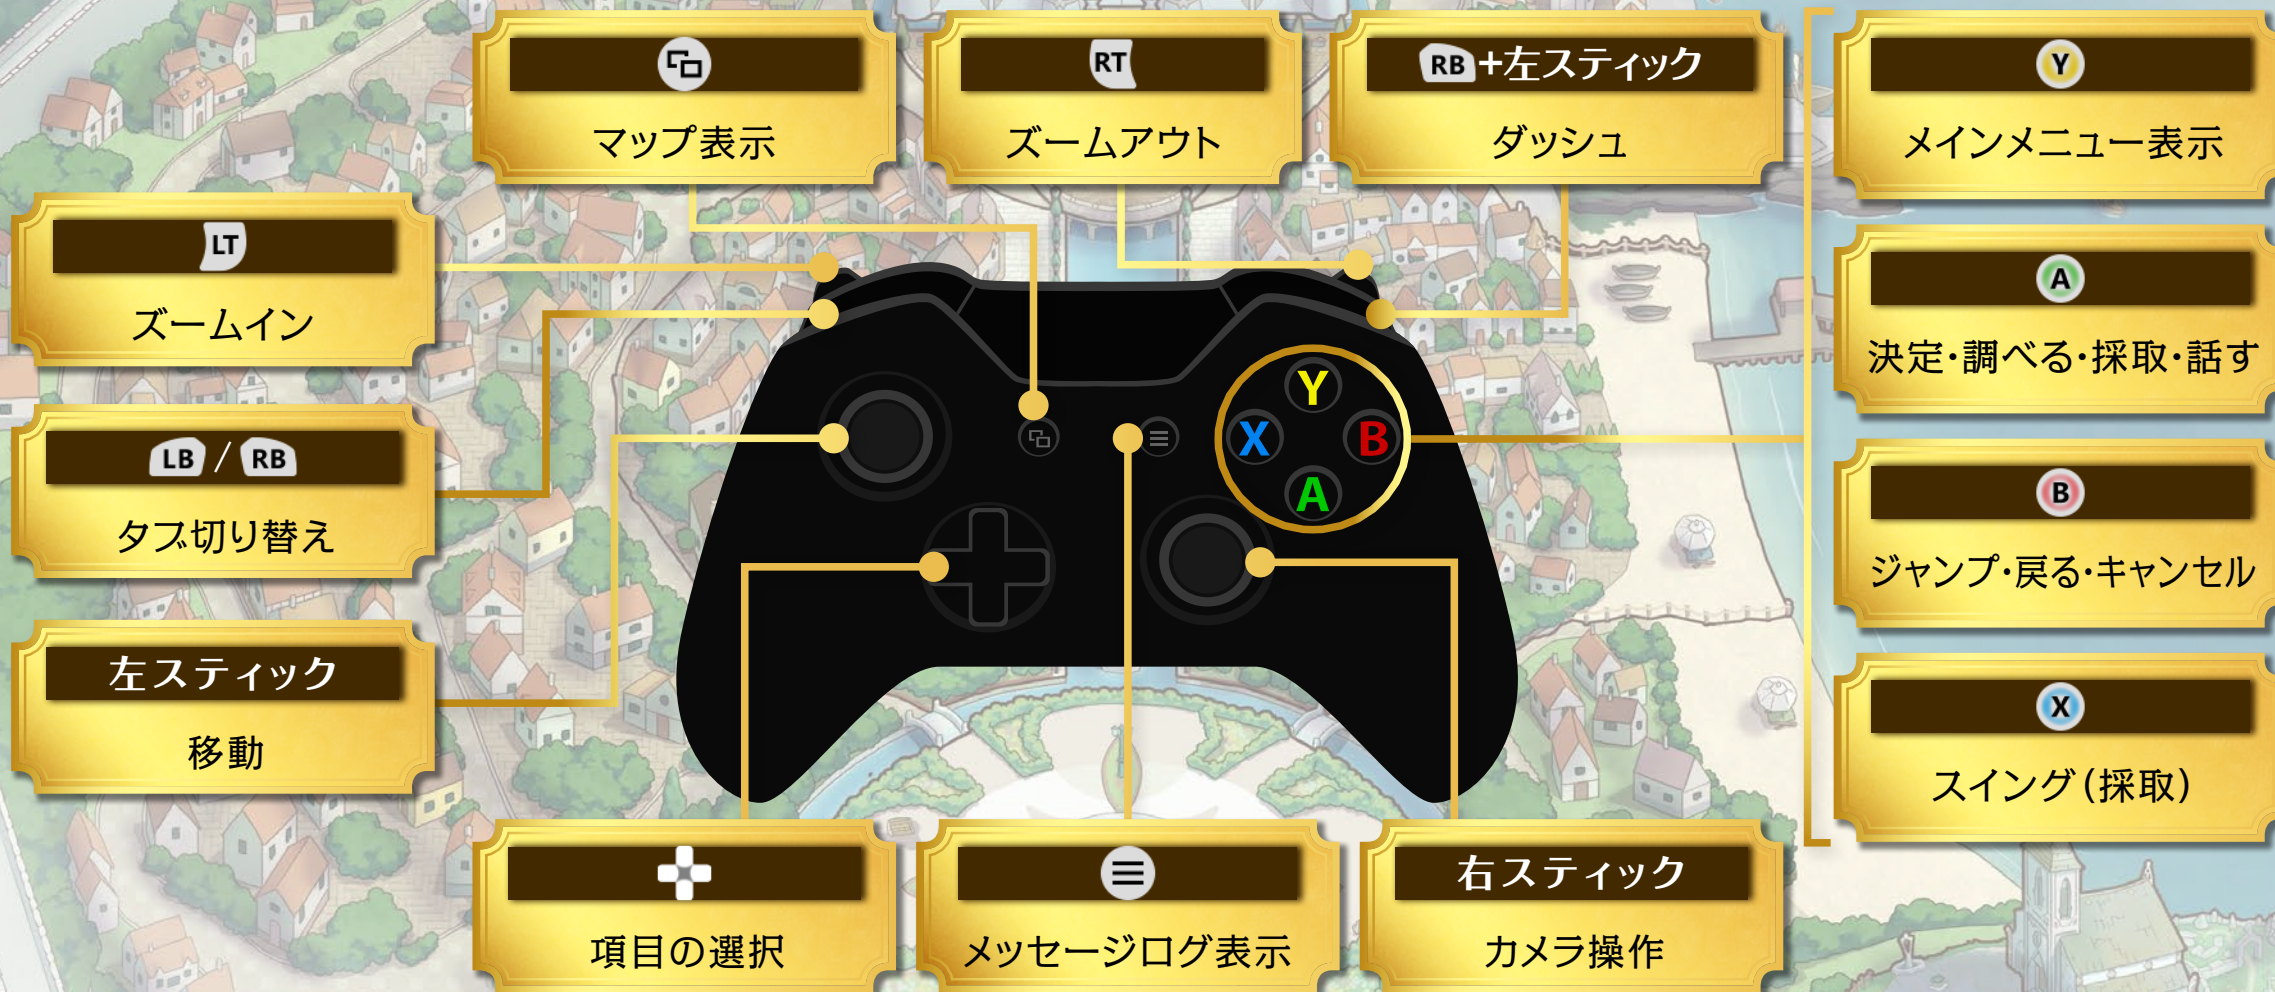 マップ表示
RT
ズームアウト
RB+左スティック
ダッシュ
Y
メインメニュー表示
LT
ズームイン
A
決定・調べる・採取・話す
LB / RB
タブ切り替え
Y
X B
A
B
ジャンプ・戻る・キャンセル
左スティック
移動
X
スイング(採取)
項目の選択
メッセージログ表示
右スティック
カメラ操作